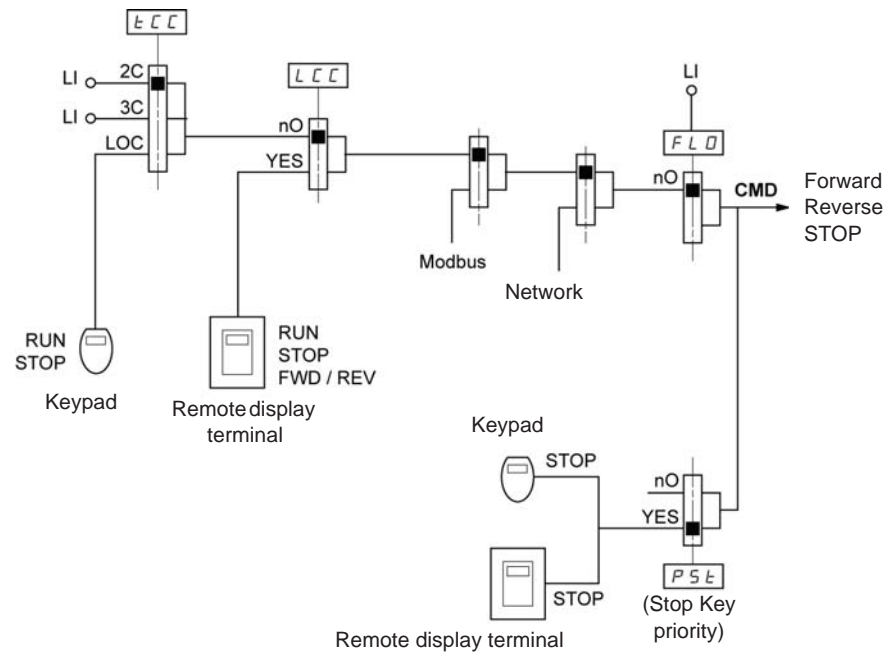 tCC
LI
2C
LI
3C
LOC
LCC
nO
YES
LI
FLO
nO
CMD
Forward
Reverse
STOP
Modbus
Network
RUN
STOP
Keypad
RUN
STOP
FWD / REV
Remote display
terminal
Keypad
STOP
nO
YES
PSt
(Stop Key
priority)
STOP
Remote display terminal